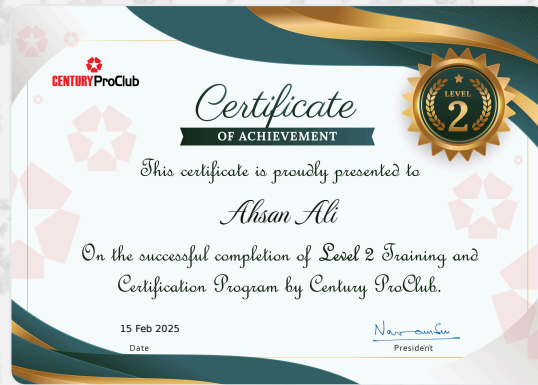 CENTURY ProClub
LEVEL
2
Certificate
OF ACHIEVEMENT
This certificate is proudly presented to
Ahsan Ali
On the successful completion of Level 2 Training and
Certification Program by Century ProClub.
15 Feb 2025
Date
President